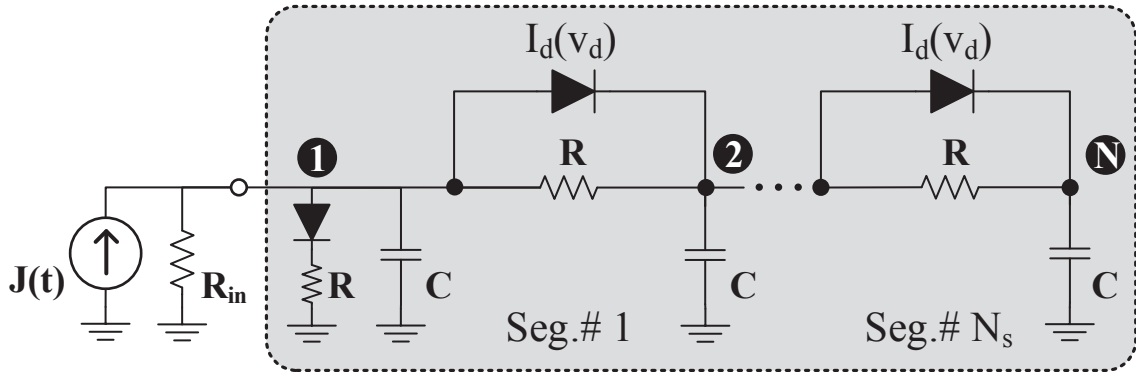 I_d(v_d)
I_d(v_d)
1
R
2
R
N
J(t)
R_in
R
C
C
C
Seg.# 1
Seg.# N_s